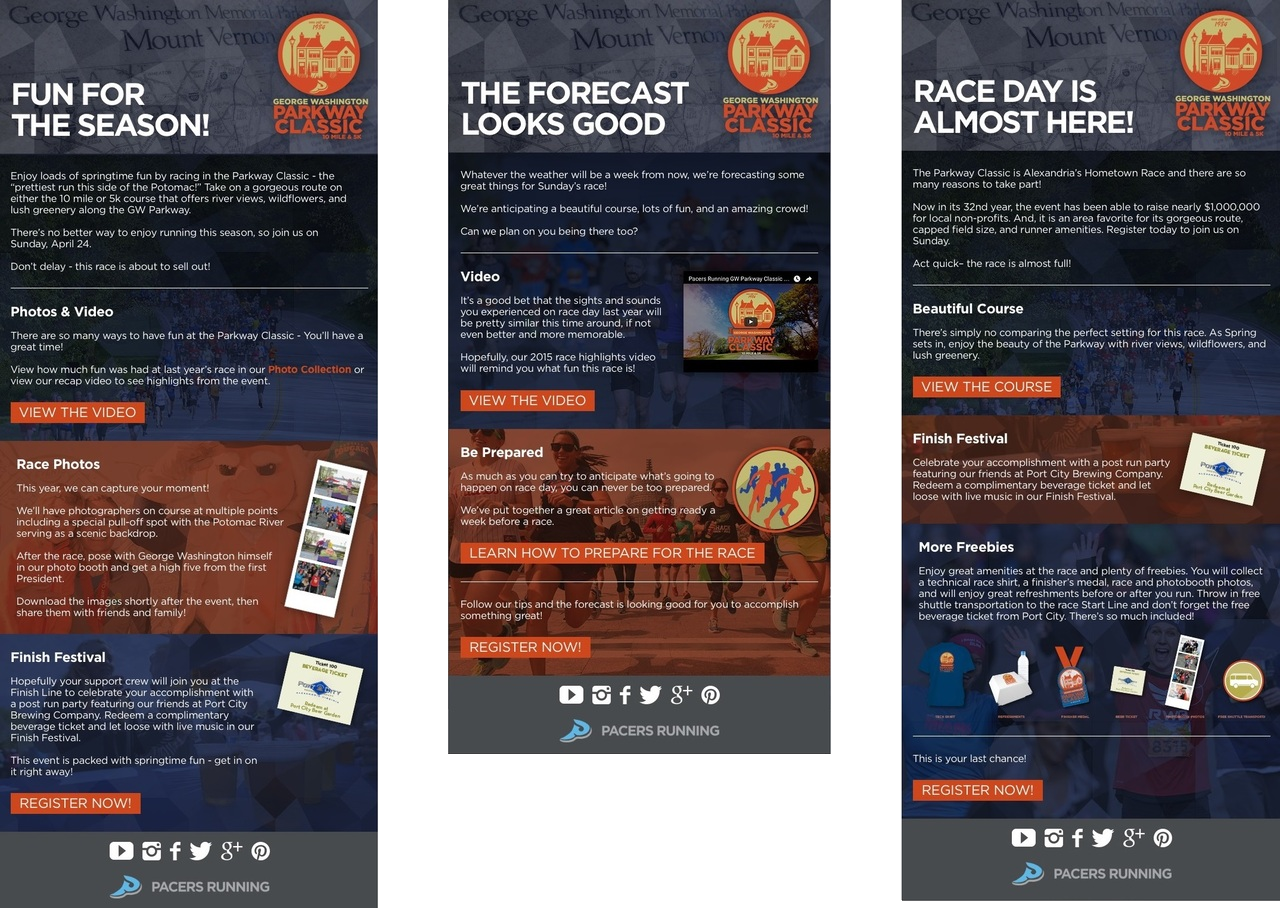 George Washington Memorial Parkway
Mount Vernon
1984
GEORGE WASHINGTON
PARKWAY
CLASSIC
10 MILE & 5K
FUN FOR
THE SEASON!
Enjoy loads of springtime fun by racing in the Parkway Classic - the
“prettiest run this side of the Potomac!” Take on a gorgeous route on
either the 10 mile or 5k course that offers river views, wildflowers, and
lush greenery along the GW Parkway.
There’s no better way to enjoy running this season, so join us on
Sunday, April 24.
Don’t delay - this race is about to sell out!
Photos & Video
There are so many ways to have fun at the Parkway Classic - You’ll have a
great time!
View how much fun was had at last year’s race in our Photo Collection or
view our recap video to see highlights from the event.
VIEW THE VIDEO
Race Photos
This year, we can capture your moment!
We’ll have photographers on course at multiple points
including a special pull-off spot with the Potomac River
serving as a scenic backdrop.
After the race, pose with George Washington himself
in our photo booth and get a high five from the first
President.
Download the images shortly after the event, then
share them with friends and family!
Finish Festival
Hopefully your support crew will join you at the
Finish Line to celebrate your accomplishment with
a post run party featuring our friends at Port City
Brewing Company. Redeem a complimentary
beverage ticket and let loose with live music in our
Finish Festival.
Ticket 100
BEVERAGE TICKET
PORT CITY
Redeem at
Port City Beer Garden
This event is packed with springtime fun - get in on
it right away!
REGISTER NOW!
PACERS RUNNING
George Washington Memorial Parkway
Mount Vernon
GEORGE WASHINGTON
PARKWAY
CLASSIC
10 MILE & 5K
THE FORECAST
LOOKS GOOD
Whatever the weather will be a week from now, we’re forecasting some
great things for Sunday’s race!
We’re anticipating a beautiful course, lots of fun, and an amazing crowd!
Can we plan on you being there too?
Video
It’s a good bet that the sights and sounds
you experienced on race day last year will
be pretty similar this time around, if not
even better and more memorable.
Hopefully, our 2015 race highlights video
will remind you what fun this race is!
Pacers Running GW Parkway Classic ...
GEORGE WASHINGTON
PARKWAY
CLASSIC
VIEW THE VIDEO
Be Prepared
As much as you can try to anticipate what’s going to
happen on race day, you can never be too prepared.
We’ve put together a great article on getting ready a
week before a race.
LEARN HOW TO PREPARE FOR THE RACE
Follow our tips and the forecast is looking good for you to accomplish
something great!
REGISTER NOW!
PACERS RUNNING
George Washington Memorial Parkway
Mount Vernon
GEORGE WASHINGTON
PARKWAY
CLASSIC
10 MILE & 5K
RACE DAY IS
ALMOST HERE!
The Parkway Classic is Alexandria’s Hometown Race and there are so
many reasons to take part!
Now in its 32nd year, the event has been able to raise nearly $1,000,000
for local non-profits. And, it is an area favorite for its gorgeous route,
capped field size, and runner amenities. Register today to join us on
Sunday.
Act quick– the race is almost full!
Beautiful Course
There’s simply no comparing the perfect setting for this race. As Spring
sets in, enjoy the beauty of the Parkway with river views, wildflowers, and
lush greenery.
VIEW THE COURSE
Finish Festival
Celebrate your accomplishment with a post run party
featuring our friends at Port City Brewing Company.
Redeem a complimentary beverage ticket and let
loose with live music in our Finish Festival.
Ticket 100
BEVERAGE TICKET
PORT CITY
Redeem at
Port City Beer Garden
More Freebies
Enjoy great amenities at the race and plenty of freebies. You will collect
a technical race shirt, a finisher’s medal, race and photobooth photos,
and will enjoy great refreshments before or after you run. Throw in free
shuttle transportation to the race Start Line and don’t forget the free
beverage ticket from Port City. There’s so much included!
RACE SHIRT
REFRESHMENTS
FINISHER MEDAL
BEER TICKET
FREE SHUTTLE TRANSPORT
8315
This is your last chance!
REGISTER NOW!
PACERS RUNNING